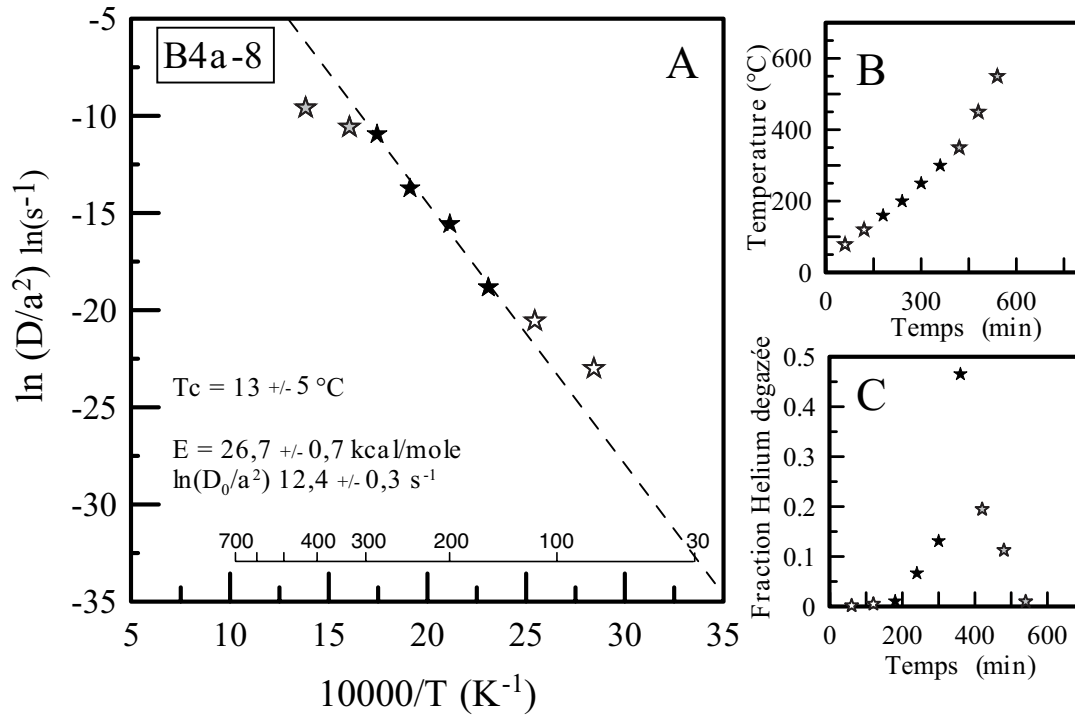 B4a-8
A
ln (D/a²) ln(s⁻¹)
-5
-10
-15
-20
-25
-30
-35
Tc = 13 +/- 5 °C
E = 26,7 +/- 0,7 kcal/mole
ln(D₀/a²) 12,4 +/- 0,3 s⁻¹
700 400 300 200 100 30
5 10 15 20 25 30 35
10000/T (K⁻¹)
B
Temperature (°C)
600
400
200
0
0 300 600
Temps (min)
C
Fraction Helium degazée
0.5
0.4
0.3
0.2
0.1
0
0 200 400 600
Temps (min)